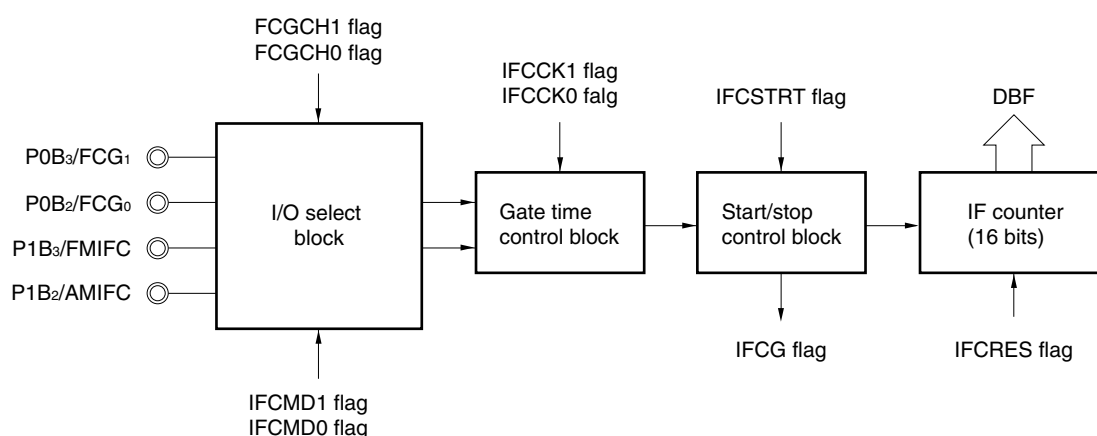 FCGCH1 flag
FCGCH0 flag
IFCCK1 flag
IFCCK0 falg
IFCSTRT flag
DBF
P0B3/FCG1
P0B2/FCG0
P1B3/FMIFC
P1B2/AMIFC
I/O select
block
Gate time
control block
Start/stop
control block
IF counter
(16 bits)
IFCG flag
IFCRES flag
IFCMD1 flag
IFCMD0 flag